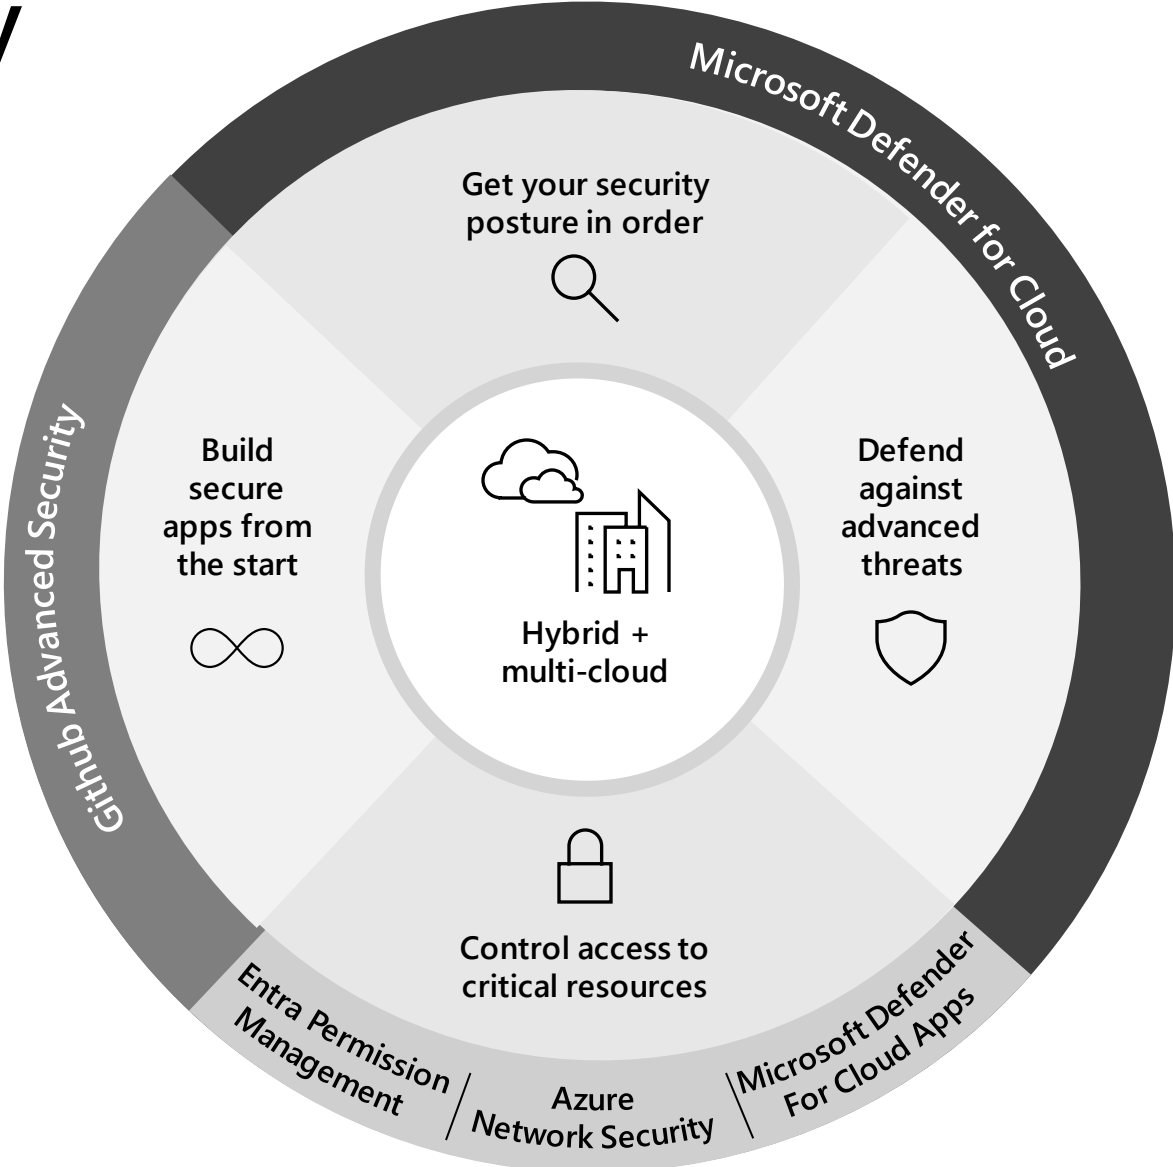 y
Microsoft Defender for Cloud
Get your security
posture in order
Github Advanced Security
Build
secure
apps from
the start
Defend
against
advanced
threats
Hybrid +
multi-cloud
Control access to
critical resources
Entra Permission
Management
Azure
Network Security
Microsoft Defender
For Cloud Apps